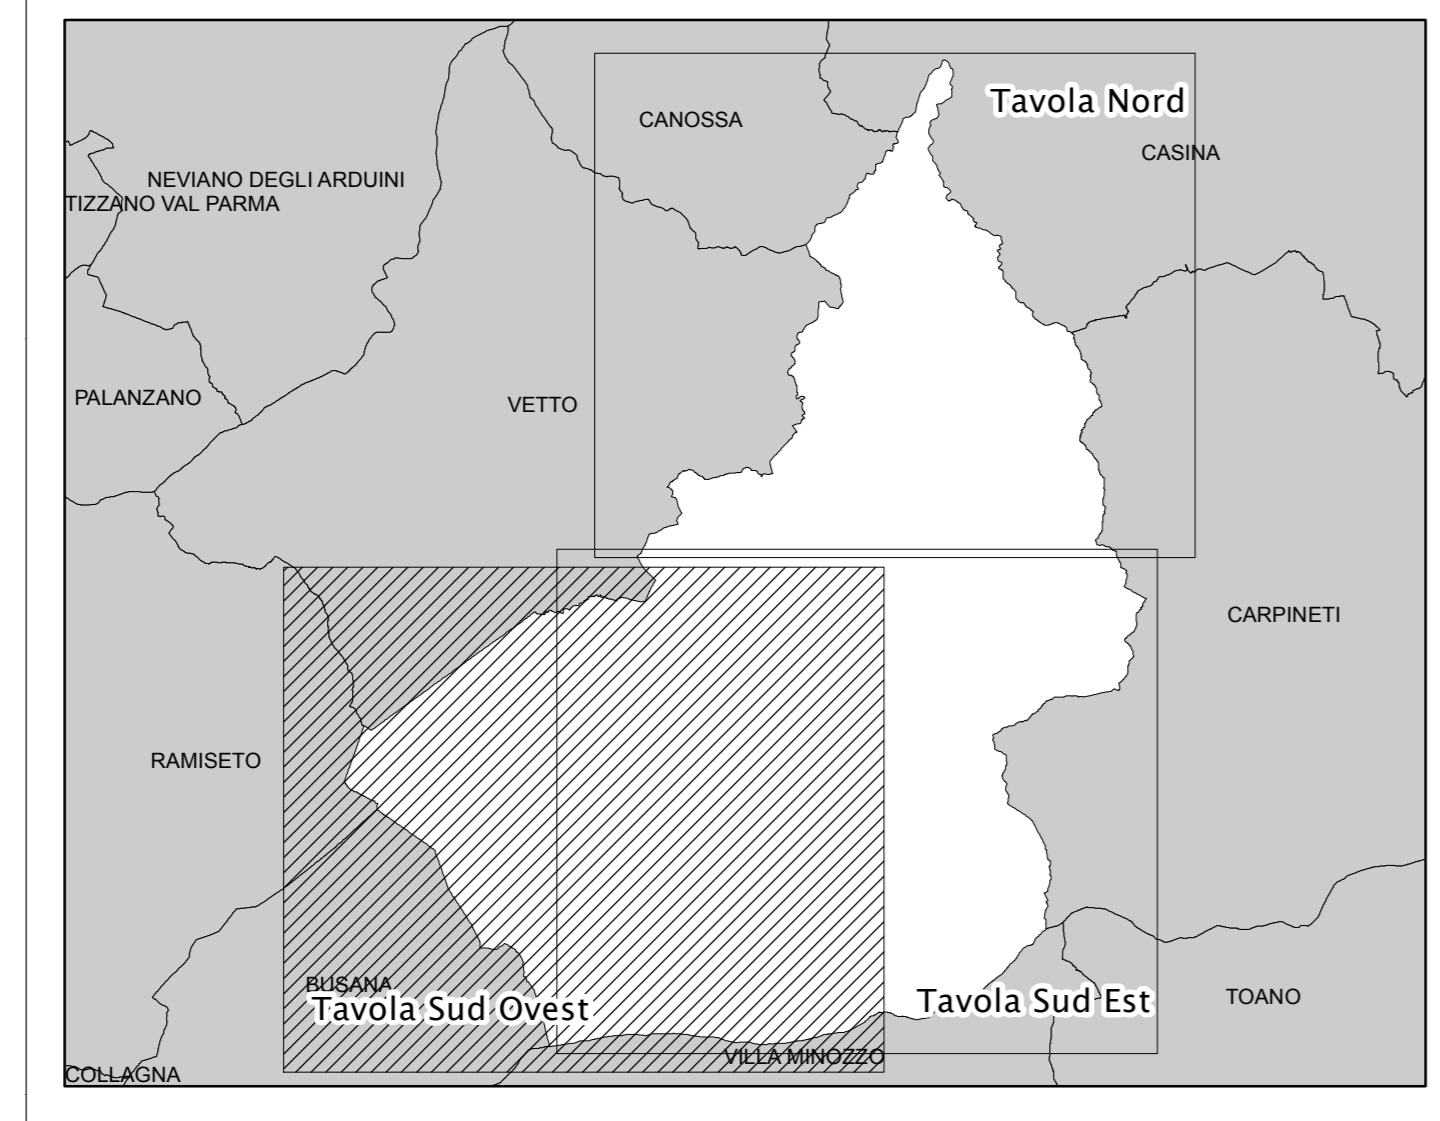 Tavola Nord
CANOSSA
CASINA
NEVIANO DEGLI ARDUINI
TIZZANO VAL PARMA
PALANZANO
VETTO
CARPINETI
RAMISETO
BUSANA
Tavola Sud Ovest
Tavola Sud Est
TOANO
VILLA MINOZZO
COLLAGNA